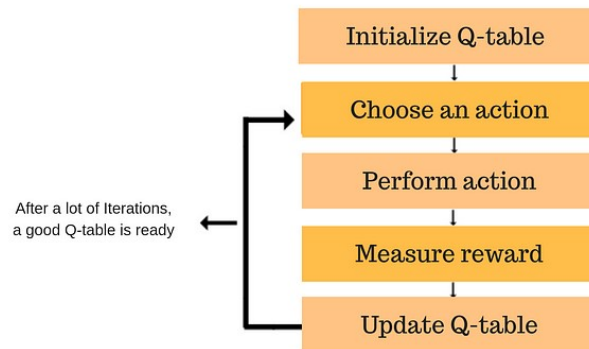 Initialize Q-table
Choose an action
Perform action
Measure reward
Update Q-table
After a lot of Iterations,
a good Q-table is ready